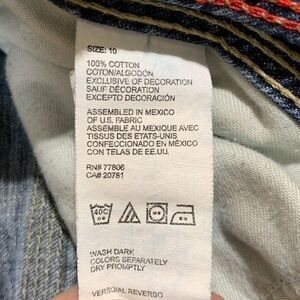 SIZE: 10
100% COTTON
COTON/ALGODÓN
EXCLUSIVE OF DECORATION
SAUF DÉCORATION
EXCEPTO DECORACIÓN
ASSEMBLED IN MEXICO
OF U.S. FABRIC
ASSEMBLE AU MEXIQUE AVEC
TISSUS DES ETATS-UNIS
CONFECCIONADO EN MÉXICO
CON TELAS DE EE.UU.
RN# 77806
CA# 20781
40C
WASH DARK
COLORS SEPARATELY
DRY PROMPTLY
VERSO/AL REVERSO